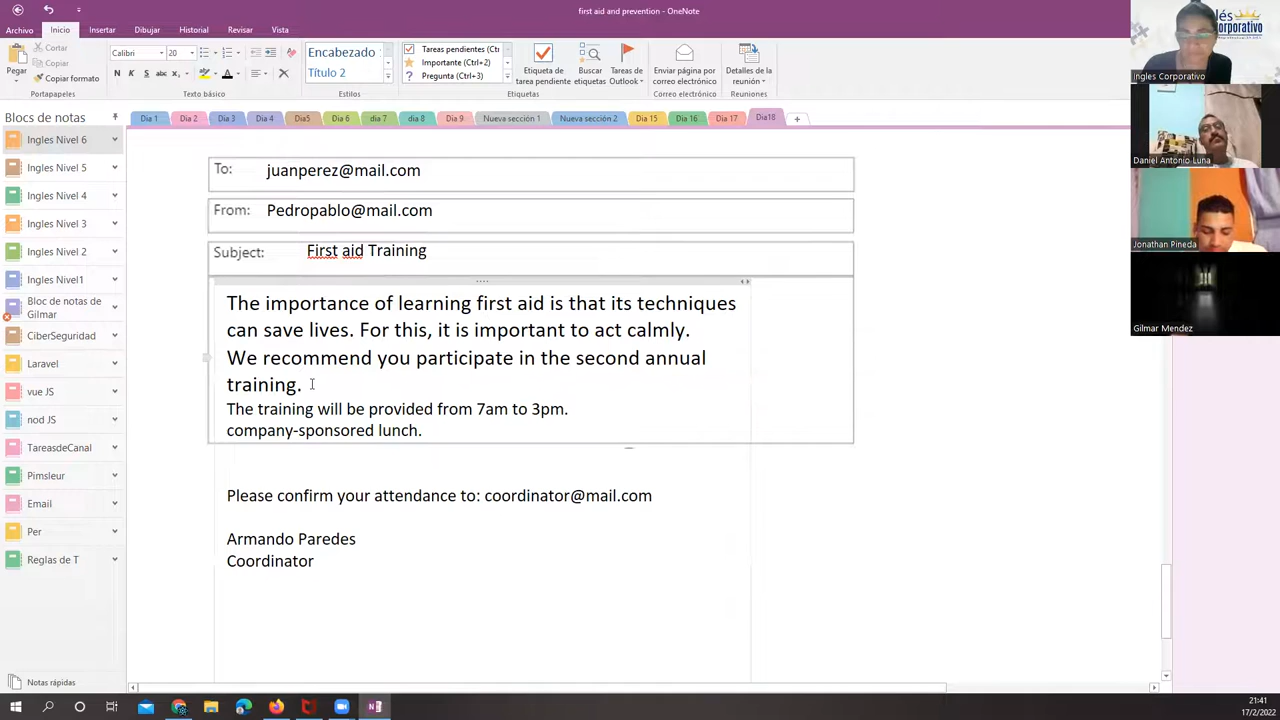 first aid and prevention - OneNote
Archivo Inicio Insertar Dibujar Historial Revisar Vista
Pegar
Cortar
Copiar
Copiar formato
Portapapeles
Calibri 20
N K S abc x
Texto básico
Encabezado
Título 2
Estilos
Tareas pendientes (Ctr
Importante (Ctrl+2)
Pregunta (Ctrl+3)
Etiqueta de
tarea pendiente
Buscar
etiquetas
Tareas de
Outlook
Etiquetas
Enviar página por
correo electrónico
Correo electrónico
Detalles de la
reunión
Reuniones
Blocs de notas
Dia 1 Dia 2 Dia 3 Dia 4 Dia5 Dia 6 dia 7 dia 8 Dia 9 Nueva sección 1 Nueva sección 2 Dia 15 Dia 16 Dia 17 Dia18 +
Ingles Nivel 6
Ingles Nivel 5
Ingles Nivel 4
Ingles Nivel 3
Ingles Nivel 2
Ingles Nivel1
Bloc de notas de
Gilmar
CiberSeguridad
Laravel
vue JS
nod JS
TareasdeCanal
Pimsleur
Email
Per
Reglas de T
Notas rápidas
To: juanperez@mail.com
From: Pedropablo@mail.com
Subject: First aid Training
The importance of learning first aid is that its techniques
can save lives. For this, it is important to act calmly.
We recommend you participate in the second annual
training.
The training will be provided from 7am to 3pm.
company-sponsored lunch.
Please confirm your attendance to: coordinator@mail.com
Armando Paredes
Coordinator
Ingles Corporativo
Daniel Antonio Luna
Jonathan Pineda
Gilmar Mendez
21:41
17/2/2022